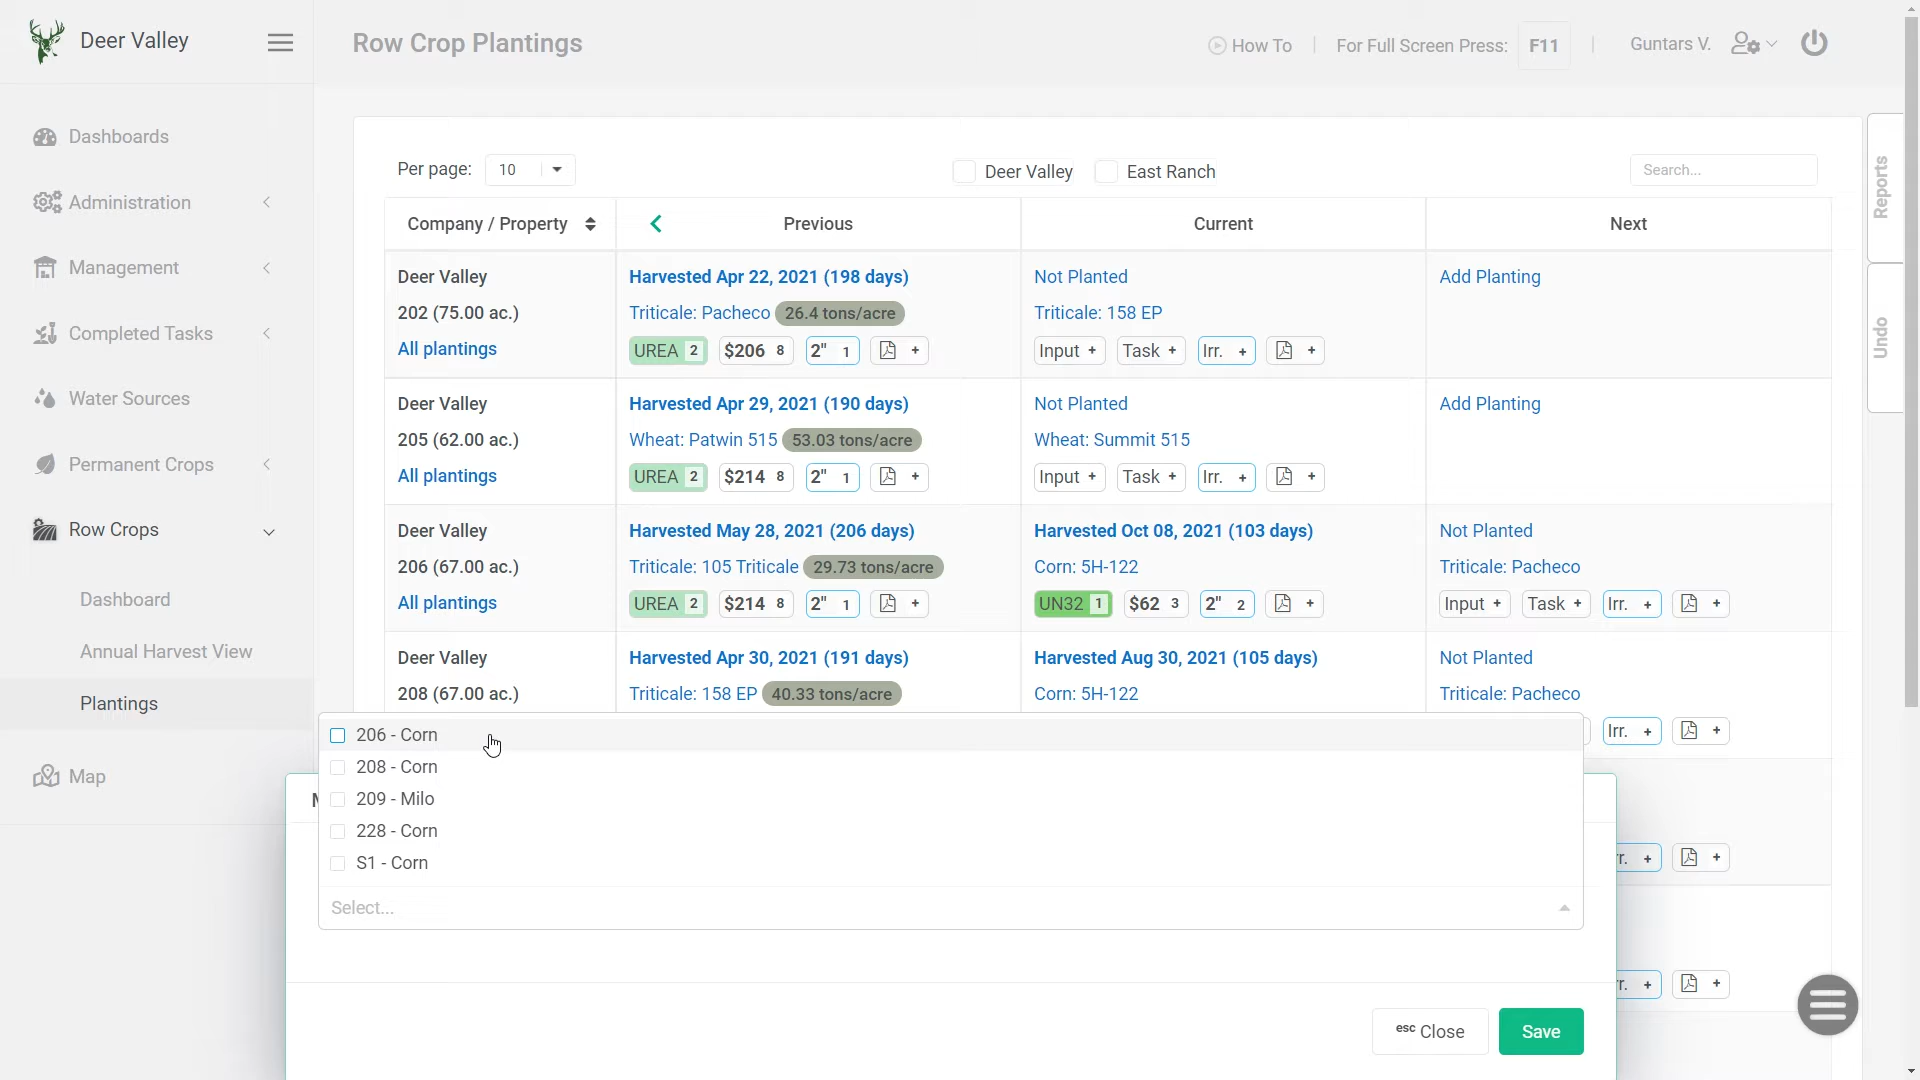 Deer Valley
Row Crop Plantings
How To
For Full Screen Press: F11
Guntars V.
Dashboards
Administration
Management
Completed Tasks
Water Sources
Permanent Crops
Row Crops
Dashboard
Annual Harvest View
Plantings
Map
Per page: 10
Deer Valley
East Ranch
Search...
Reports
Undo
Company / Property Previous Current Next
Deer Valley
202 (75.00 ac.)
All plantings
Harvested Apr 22, 2021 (198 days)
Triticale: Pacheco 26.4 tons/acre
UREA 2 $206 8 2" 1 +
Not Planted
Triticale: 158 EP
Input + Task + Irr. + +
Add Planting
Deer Valley
205 (62.00 ac.)
All plantings
Harvested Apr 29, 2021 (190 days)
Wheat: Patwin 515 53.03 tons/acre
UREA 2 $214 8 2" 1 +
Not Planted
Wheat: Summit 515
Input + Task + Irr. + +
Add Planting
Deer Valley
206 (67.00 ac.)
All plantings
Harvested May 28, 2021 (206 days)
Triticale: 105 Triticale 29.73 tons/acre
UREA 2 $214 8 2" 1 +
Harvested Oct 08, 2021 (103 days)
Corn: 5H-122
UN32 1 $62 3 2" 2 +
Not Planted
Triticale: Pacheco
Input + Task + Irr. + +
Deer Valley
208 (67.00 ac.)
Harvested Apr 30, 2021 (191 days)
Triticale: 158 EP 40.33 tons/acre
Harvested Aug 30, 2021 (105 days)
Corn: 5H-122
Not Planted
Triticale: Pacheco
Irr. + +
206 - Corn
208 - Corn
209 - Milo
228 - Corn
S1 - Corn
Select...
+ +
+ +
esc Close
Save